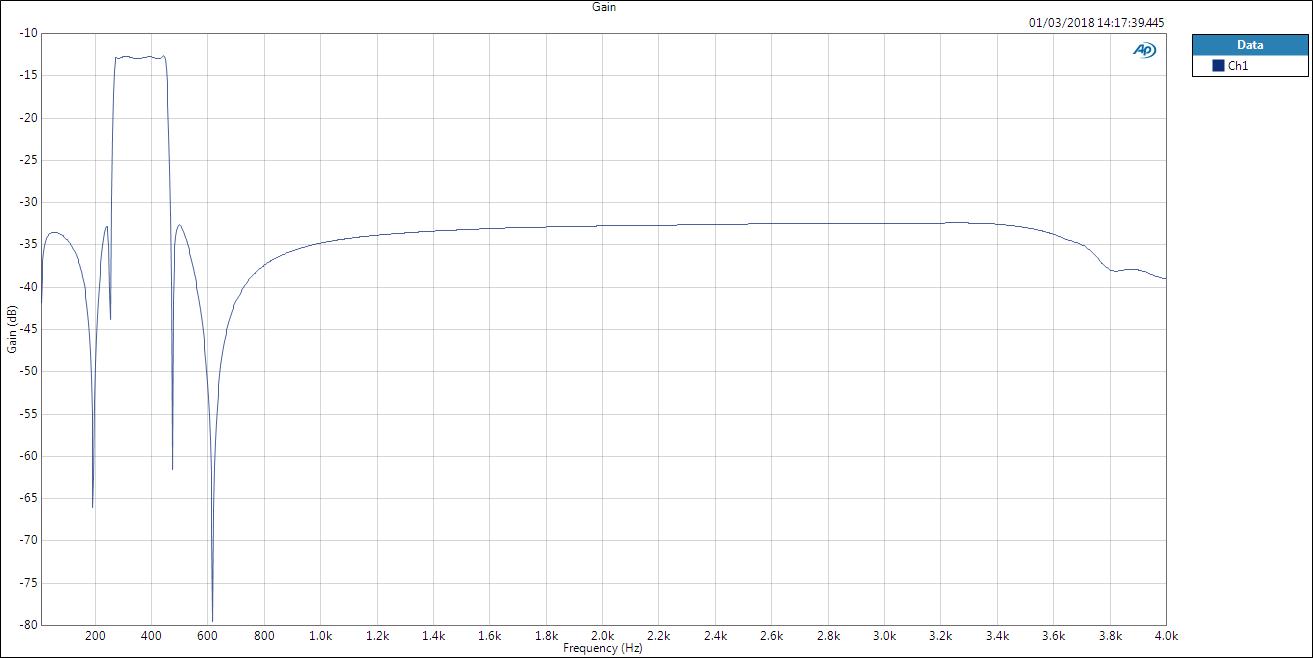 Gain
01/03/2018 14:17:39.445
AP
Data
Ch1
Gain (dB)
-10
-15
-20
-25
-30
-35
-40
-45
-50
-55
-60
-65
-70
-75
-80
200 400 600 800 1.0k 1.2k 1.4k 1.6k 1.8k 2.0k 2.2k 2.4k 2.6k 2.8k 3.0k 3.2k 3.4k 3.6k 3.8k 4.0k
Frequency (Hz)